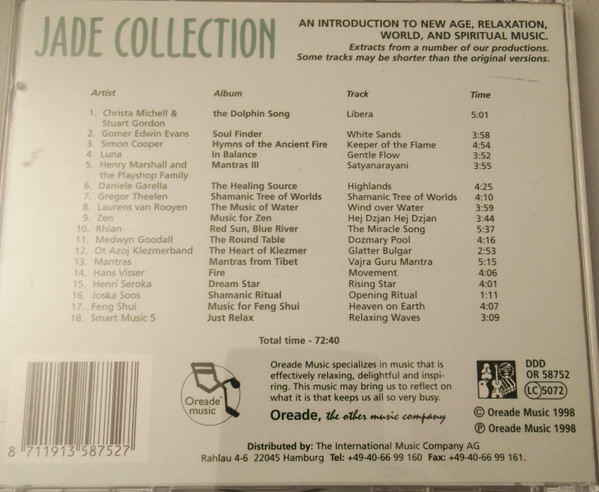 JADE COLLECTION
AN INTRODUCTION TO NEW AGE, RELAXATION,
WORLD, AND SPIRITUAL MUSIC.
Extracts from a number of our productions.
Some tracks may be shorter than the original versions.
Artist Album Track Time
1. Christa Michell & the Dolphin Song Libera 5:01
Stuart Gordon
2. Gomer Edwin Evans Soul Finder White Sands 3:58
3. Simon Cooper Hymns of the Ancient Fire Keeper of the Flame 4:54
4. Luna In Balance Gentle Flow 3:52
5. Henry Marshall and Mantras III Satyanarayani 3:55
the Playshop Family
6. Daniele Garella The Healing Source Highlands 4:25
7. Gregor Theelen Shamanic Tree of Worlds Shamanic Tree of Worlds 4:10
8. Laurens van Rooyen The Music of Water Wind over Water 3:59
9. Zen Music for Zen Hej Dzjan Hej Dzjan 3:44
10. Rhian Red Sun, Blue River The Miracle Song 5:37
11. Medwyn Goodall The Round Table Dozmary Pool 4:16
12. Ot Azoj Klezmerband The Heart of Klezmer Glatter Bulgar 2:53
13. Mantras Mantras from Tibet Vajra Guru Mantra 5:15
14. Hans Visser Fire Movement 4:06
15. Henri Seroka Dream Star Rising Star 4:01
16. Joska Soos Shamanic Ritual Opening Ritual 1:11
17. Feng Shui Music for Feng Shui Heaven on Earth 4:07
18. Smart Music 5 Just Relax Relaxing Waves 3:09
Total time - 72:40
8 711913 587527
Oreade
music
Oreade Music specializes in music that is
effectively relaxing, delightful and inspi-
ring. This music may bring us to reflect on
what it is that keeps us all so very busy.
Oreade, the other music company
DDD
OR 58752
LC 5072
© Oreade Music 1998
℗ Oreade Music 1998
Distributed by: The International Music Company AG
Rahlau 4-6 22045 Hamburg Tel: +49-40-66 99 160 Fax: +49-40-66 99 161.